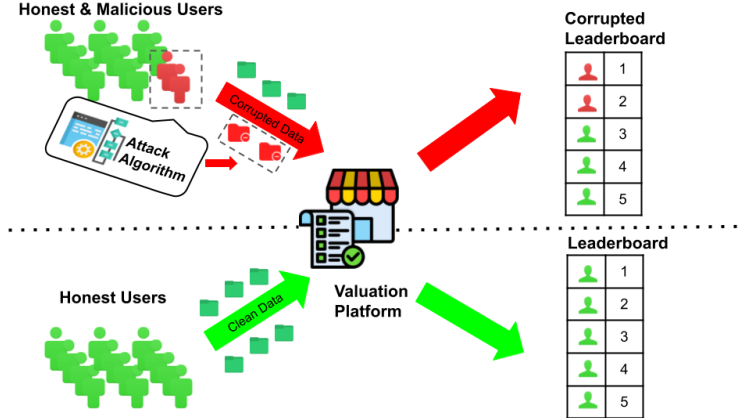 Honest & Malicious Users
Corrupted Data
Attack
Algorithm
Corrupted
Leaderboard
1
2
3
4
5
Honest Users
Clean Data
Valuation
Platform
Leaderboard
1
2
3
4
5